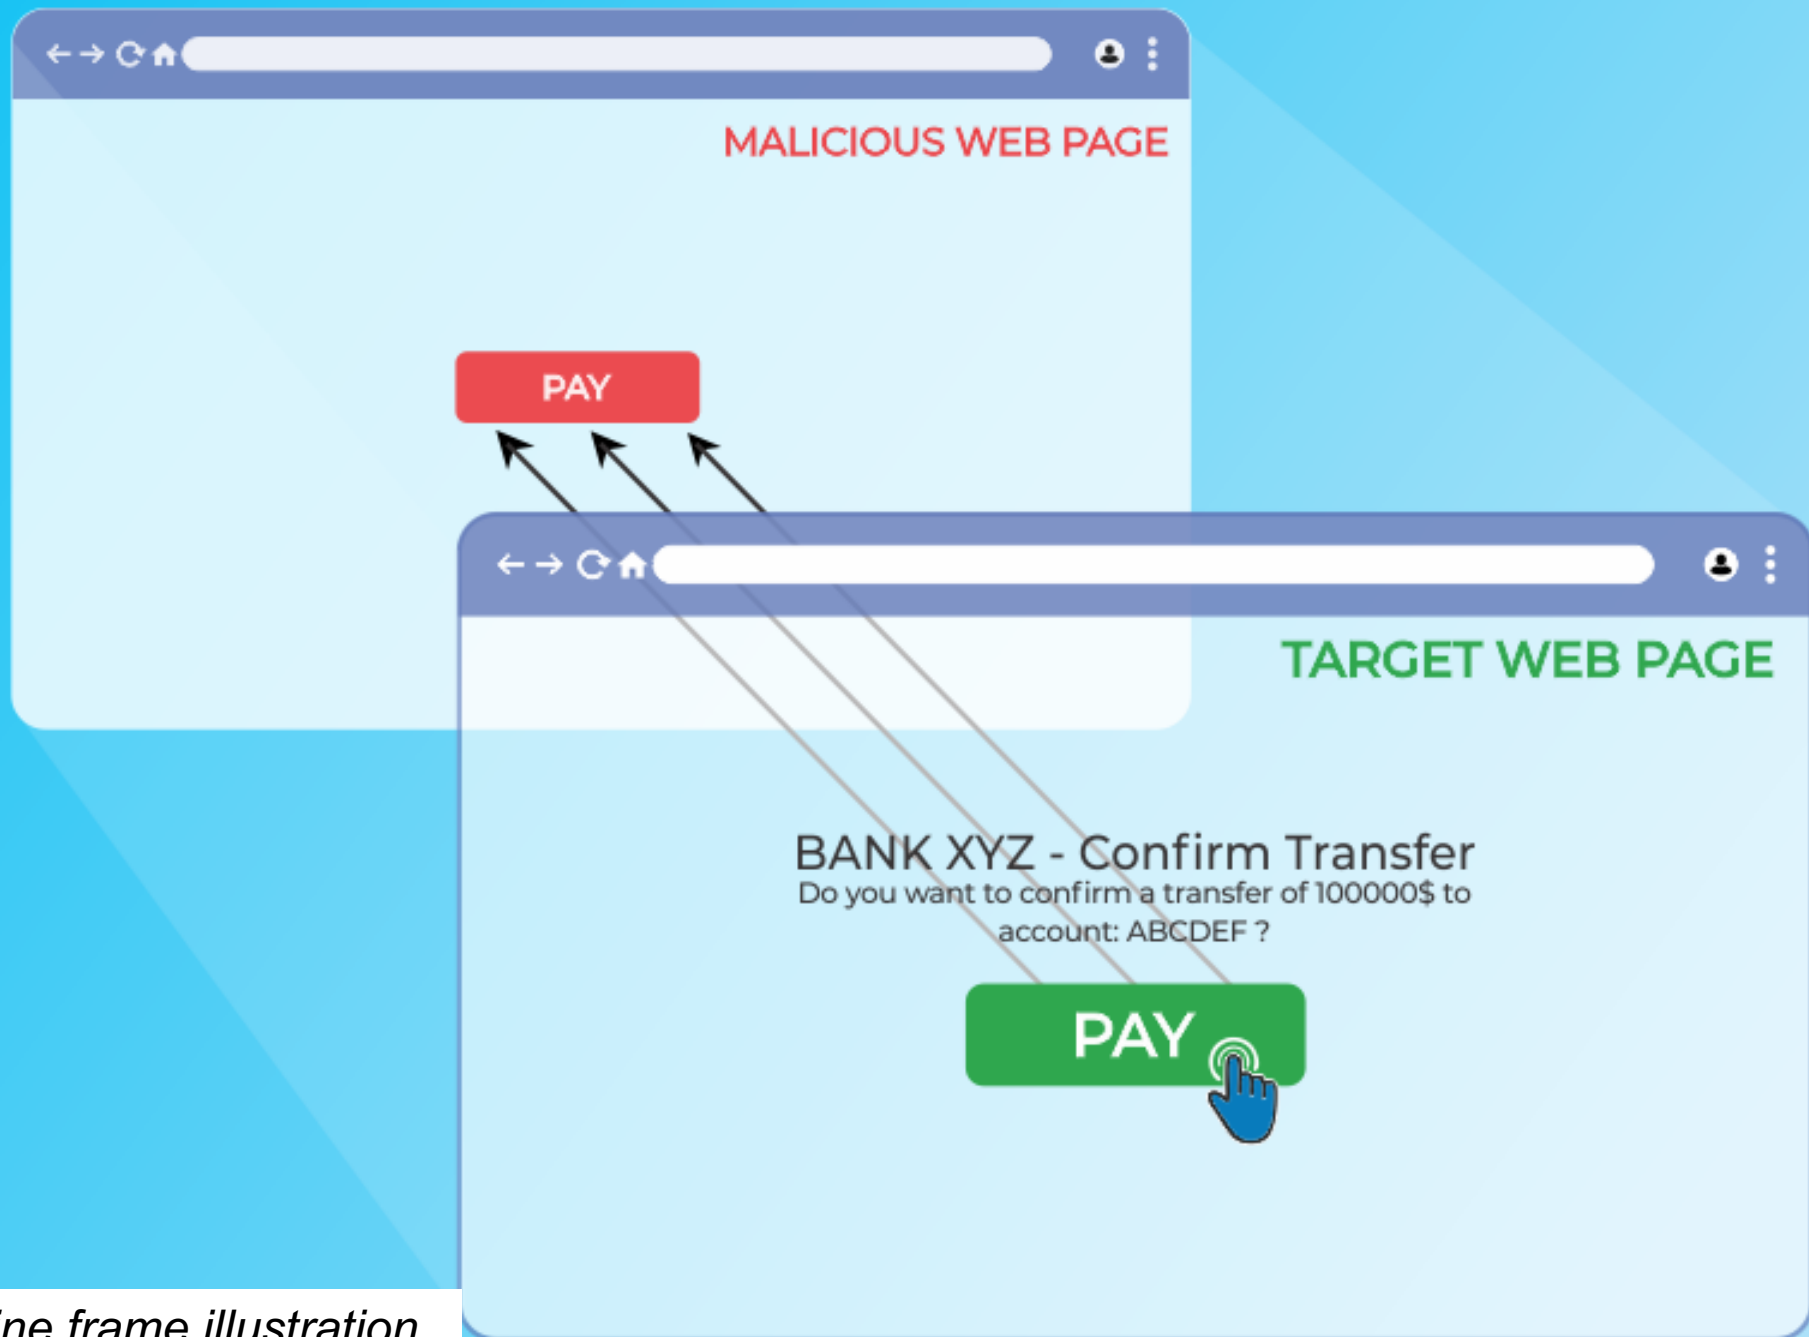 MALICIOUS WEB PAGE
PAY
TARGET WEB PAGE
BANK XYZ - Confirm Transfer
Do you want to confirm a transfer of 1000000$ to
account: ABCDEF ?
PAY
frame illustration